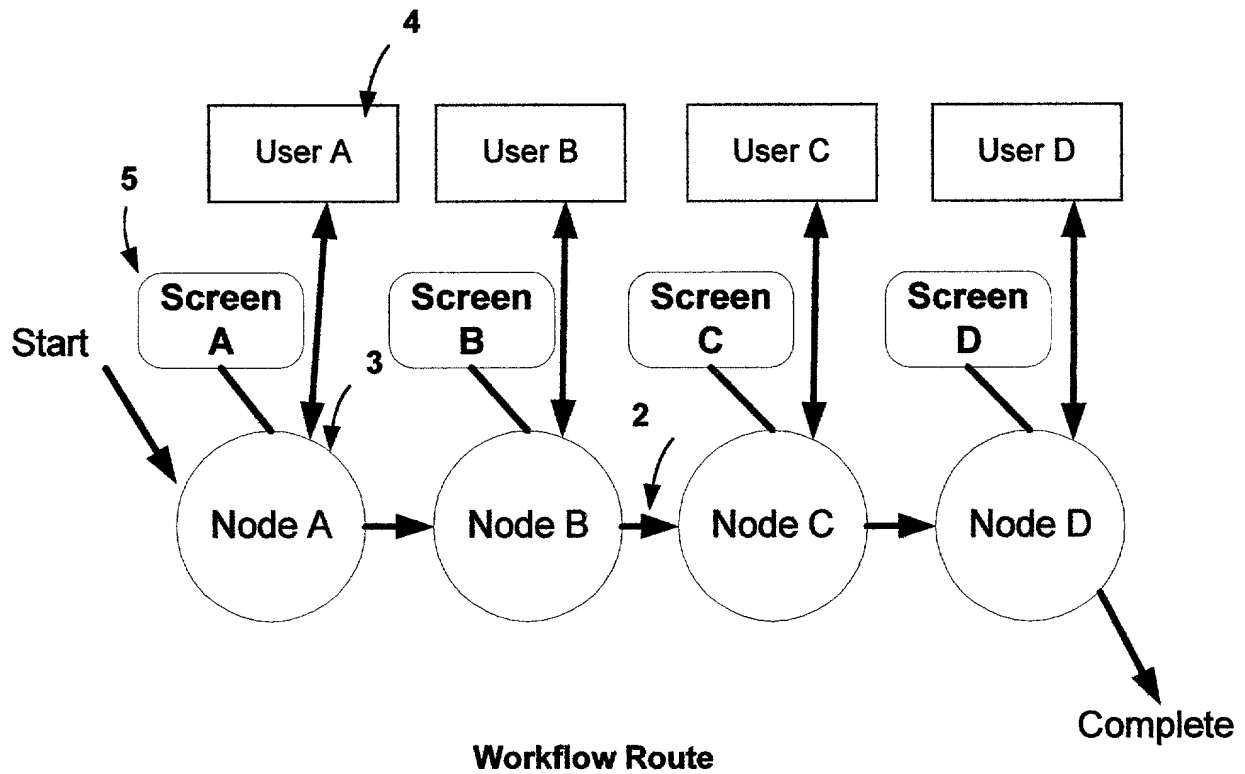 4
User A
User B
User C
User D
5
Screen
A
Screen
B
Screen
C
Screen
D
Start
3
2
Node A
Node B
Node C
Node D
Complete
Workflow Route